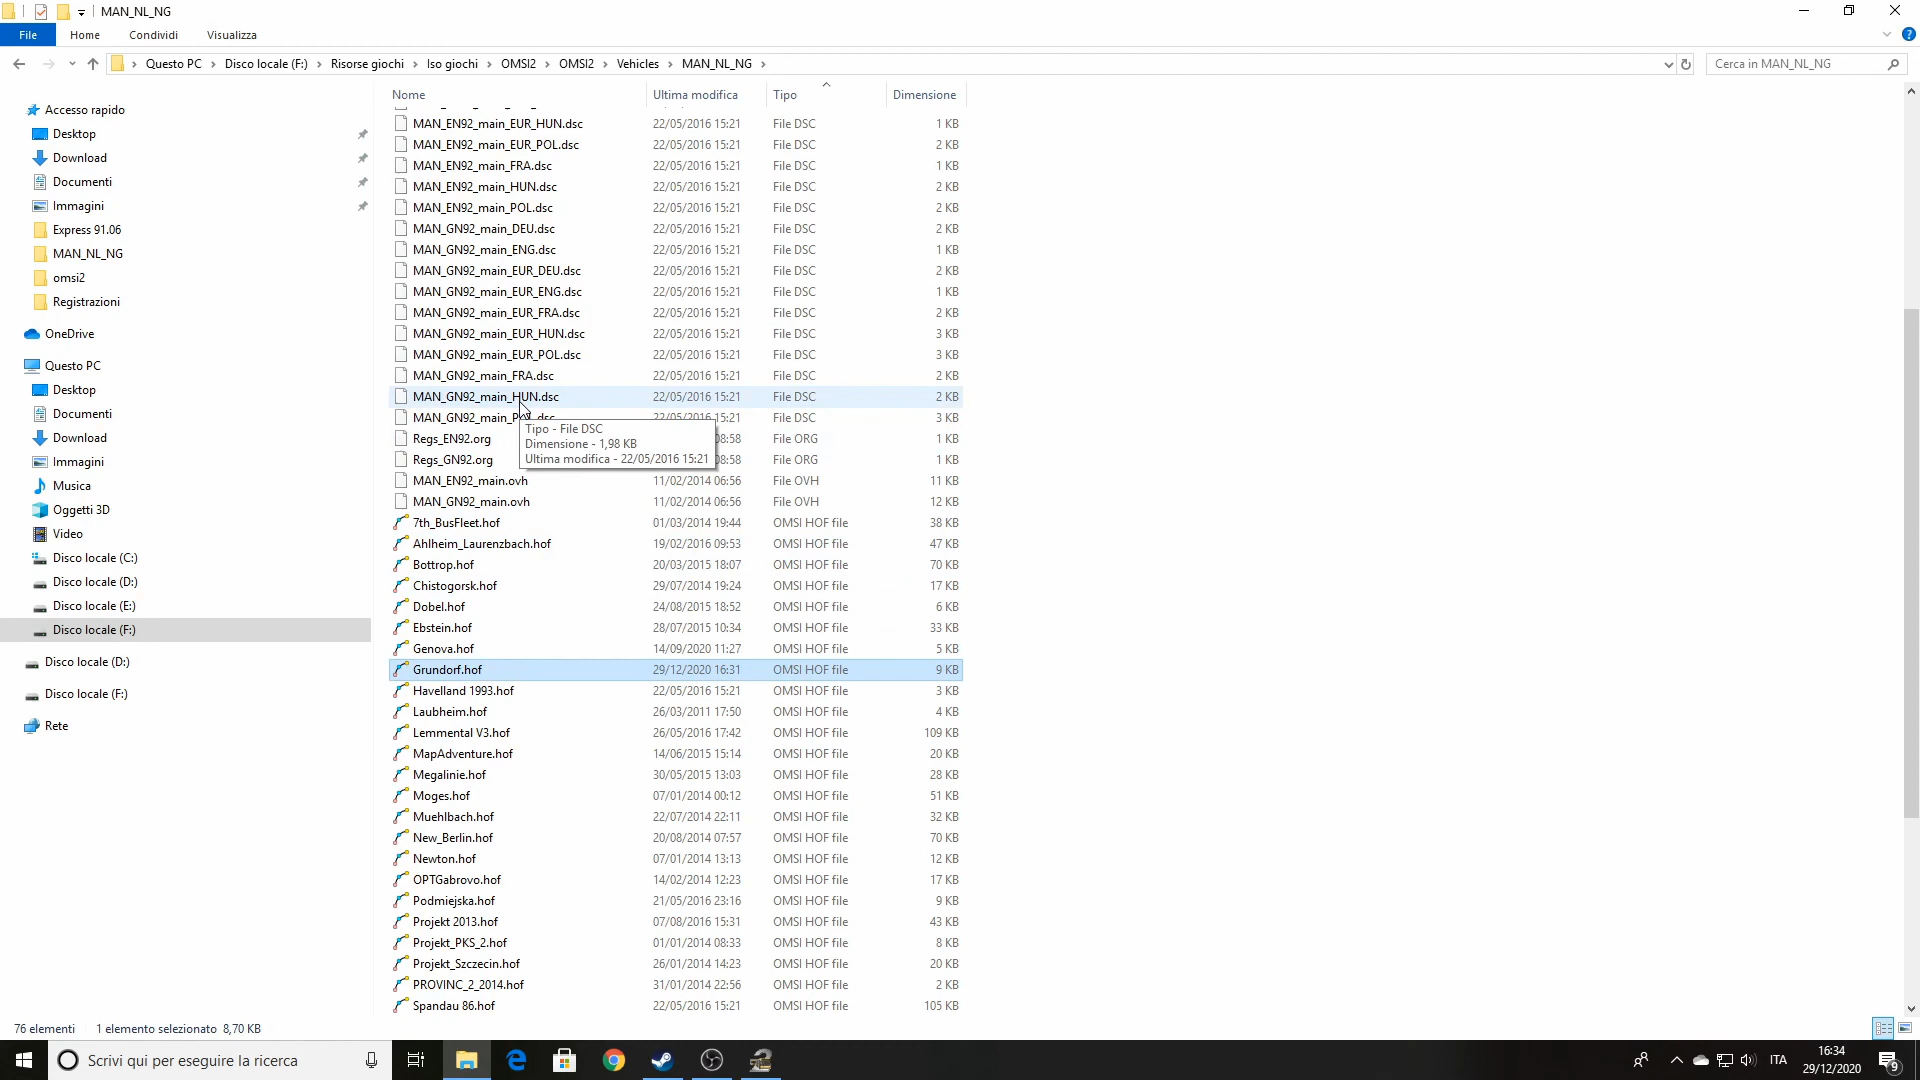 MAN_NL_NG
File Home Condividi Visualizza
Questo PC Disco locale (F:) Risorse giochi Iso giochi OMSI2 OMSI2 Vehicles MAN_NL_NG
Cerca in MAN_NL_NG
Accesso rapido
Desktop
Download
Documenti
Immagini
Express 91.06
MAN_NL_NG
omsi2
Registrazioni
OneDrive
Questo PC
Desktop
Documenti
Download
Immagini
Musica
Oggetti 3D
Video
Disco locale (C:)
Disco locale (D:)
Disco locale (E:)
Disco locale (F:)
Disco locale (D:)
Disco locale (F:)
Rete
Nome Ultima modifica Tipo Dimensione
MAN_EN92_main_EUR_HUN.dsc 22/05/2016 15:21 File DSC 1 KB
MAN_EN92_main_EUR_POL.dsc 22/05/2016 15:21 File DSC 2 KB
MAN_EN92_main_FRA.dsc 22/05/2016 15:21 File DSC 1 KB
MAN_EN92_main_HUN.dsc 22/05/2016 15:21 File DSC 2 KB
MAN_EN92_main_POL.dsc 22/05/2016 15:21 File DSC 2 KB
MAN_GN92_main_DEU.dsc 22/05/2016 15:21 File DSC 2 KB
MAN_GN92_main_ENG.dsc 22/05/2016 15:21 File DSC 1 KB
MAN_GN92_main_EUR_DEU.dsc 22/05/2016 15:21 File DSC 2 KB
MAN_GN92_main_EUR_ENG.dsc 22/05/2016 15:21 File DSC 1 KB
MAN_GN92_main_EUR_FRA.dsc 22/05/2016 15:21 File DSC 2 KB
MAN_GN92_main_EUR_HUN.dsc 22/05/2016 15:21 File DSC 3 KB
MAN_GN92_main_EUR_POL.dsc 22/05/2016 15:21 File DSC 3 KB
MAN_GN92_main_FRA.dsc 22/05/2016 15:21 File DSC 2 KB
MAN_GN92_main_HUN.dsc 22/05/2016 15:21 File DSC 2 KB
MAN_GN92_main_P 22/05/2016 15:21 File DSC 3 KB
Tipo - File DSC
Dimensione - 1,98 KB
Ultima modifica - 22/05/2016 15:21
Regs_EN92.org 08:58 File ORG 1 KB
Regs_GN92.org 08:58 File ORG 1 KB
MAN_EN92_main.ovh 11/02/2014 06:56 File OVH 11 KB
MAN_GN92_main.ovh 11/02/2014 06:56 File OVH 12 KB
7th_BusFleet.hof 01/03/2014 19:44 OMSI HOF file 38 KB
Ahlheim_Laurenzbach.hof 19/02/2016 09:53 OMSI HOF file 47 KB
Bottrop.hof 20/03/2015 18:07 OMSI HOF file 70 KB
Chistogorsk.hof 29/07/2014 19:24 OMSI HOF file 17 KB
Dobel.hof 24/08/2015 18:52 OMSI HOF file 6 KB
Ebstein.hof 28/07/2015 10:34 OMSI HOF file 33 KB
Genova.hof 14/09/2020 11:27 OMSI HOF file 5 KB
Grundorf.hof 29/12/2020 16:31 OMSI HOF file 9 KB
Havelland 1993.hof 22/05/2016 15:21 OMSI HOF file 3 KB
Laubheim.hof 26/03/2011 17:50 OMSI HOF file 4 KB
Lemmental V3.hof 26/05/2016 17:42 OMSI HOF file 109 KB
MapAdventure.hof 14/06/2015 15:14 OMSI HOF file 20 KB
Megalinie.hof 30/05/2015 13:03 OMSI HOF file 28 KB
Moges.hof 07/01/2014 00:12 OMSI HOF file 51 KB
Muehlbach.hof 22/07/2014 22:11 OMSI HOF file 32 KB
New_Berlin.hof 20/08/2014 07:57 OMSI HOF file 70 KB
Newton.hof 07/01/2014 13:13 OMSI HOF file 12 KB
OPTGabrovo.hof 14/02/2014 12:23 OMSI HOF file 17 KB
Podmiejska.hof 21/05/2016 23:16 OMSI HOF file 9 KB
Projekt 2013.hof 07/08/2016 15:31 OMSI HOF file 43 KB
Projekt_PKS_2.hof 01/01/2014 08:33 OMSI HOF file 8 KB
Projekt_Szczecin.hof 26/01/2014 14:23 OMSI HOF file 20 KB
PROVINC_2_2014.hof 31/01/2014 22:56 OMSI HOF file 2 KB
Spandau 86.hof 22/05/2016 15:21 OMSI HOF file 105 KB
76 elementi 1 elemento selezionato 8,70 KB
Scrivi qui per eseguire la ricerca
ITA
16:34
29/12/2020
9